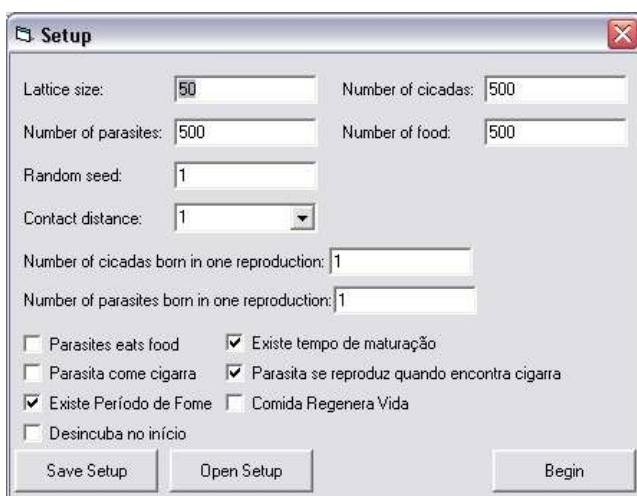 Setup
Lattice size: 50 Number of cicadas: 500
Number of parasites: 500 Number of food: 500
Random seed: 1
Contact distance: 1
Number of cicadas born in one reproduction: 1
Number of parasites born in one reproduction: 1
Parasites eats food Existe tempo de maturação
Parasita come cigarra Parasita se reproduz quando encontra cigarra
Existe Período de Fome Comida Regenera Vida
Desincuba no início
Save Setup Open Setup Begin